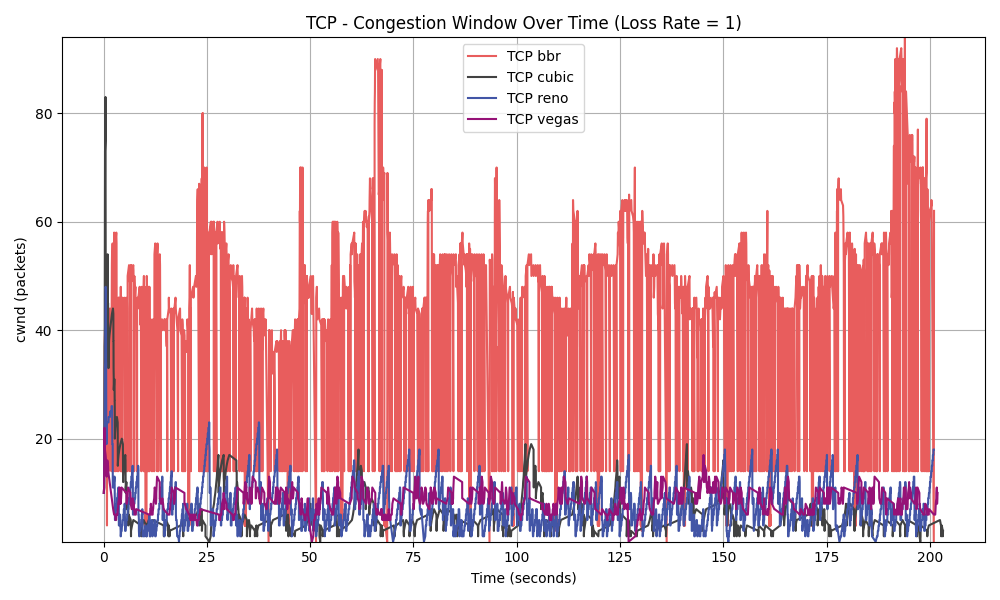 TCP - Congestion Window Over Time (Loss Rate = 1)
TCP bbr
TCP cubic
TCP reno
TCP vegas
cwnd (packets)
80
60
40
20
0
25
50
75
100
125
150
175
200
Time (seconds)